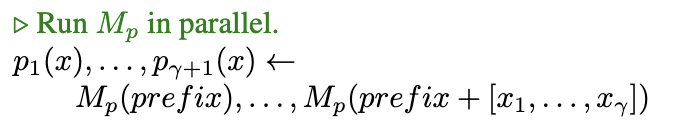 ▷ Run M_p in parallel.
p_1(x), . . . , p_{γ+1}(x) ←
M_p(prefix), . . . , M_p(prefix + [x_1, . . . , x_γ])